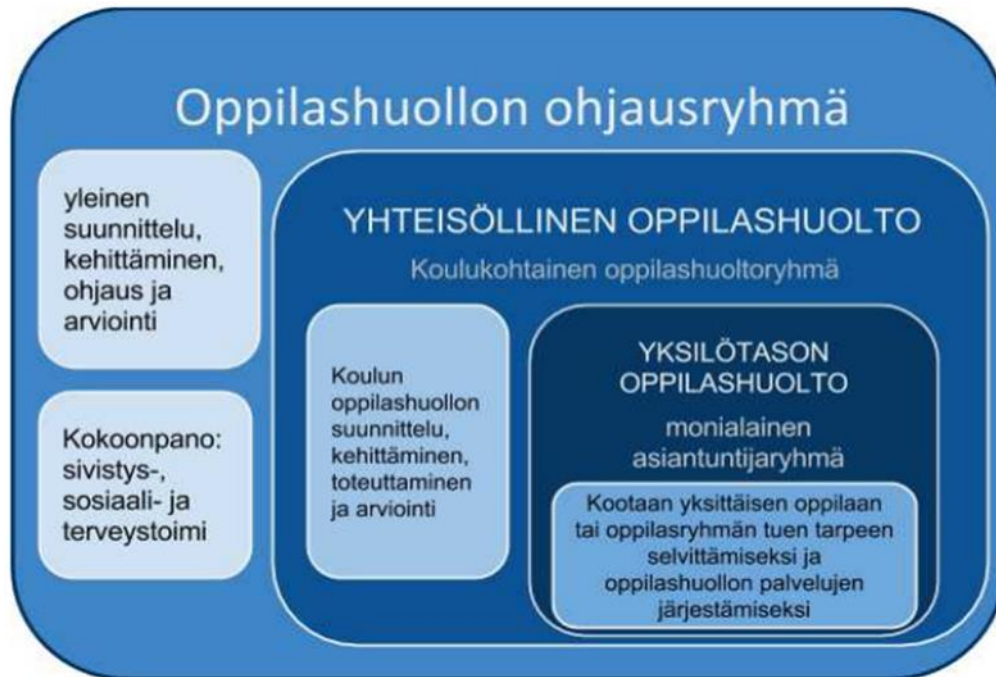 Oppilashuollon ohjausryhmä
yleinen
suunnittelu,
kehittäminen,
ohjaus ja
arviointi
Kokoonpano:
sivistys-,
sosiaali- ja
terveystoimi
YHTEISÖLLINEN OPPILASHUOLTO
Koulukohtainen oppilashuoltoryhmä
Koulun
oppilashuollon
suunnittelu,
kehittäminen,
toteuttaminen
ja arviointi
YKSILÖTASON
OPPILASHUOLTO
monialainen
asiantuntijaryhmä
Kootaan yksittäisen oppilaan
tai oppilasryhmän tuen tarpeen
selvittämiseksi ja
oppilashuollon palvelujen
järjestämiseksi